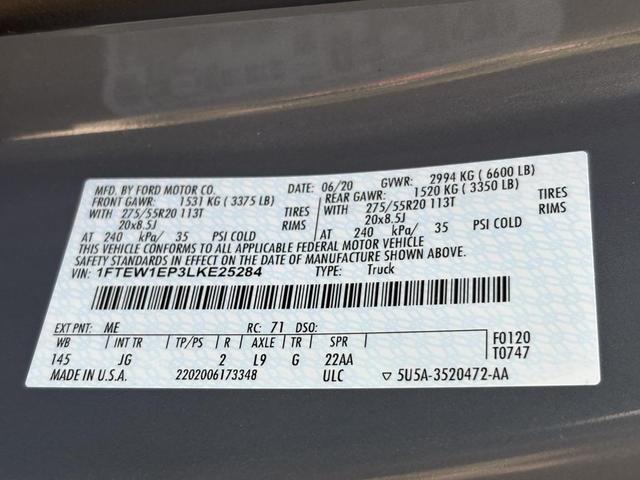 MFD. BY FORD MOTOR CO. DATE: 06/20 GVWR: 2994 KG ( 6600 LB)
FRONT GAWR: 1531 KG ( 3375 LB) REAR GAWR: 1520 KG ( 3350 LB)
WITH 275/55R20 113T TIRES WITH 275/55R20 113T TIRES
20x8.5J 20x8.5J
AT 240 kPa/ 35 PSI COLD AT 240 kPa/ 35 PSI COLD
THIS VEHICLE CONFORMS TO ALL APPLICABLE FEDERAL MOTOR VEHICLE
SAFETY STANDARDS IN EFFECT ON THE DATE OF MANUFACTURE SHOWN ABOVE.
VIN: 1FTEW1EP3LKE25284 TYPE: Truck
EXT PNT: ME RC: 71 DSO:
WB INT TR TP/PS R AXLE TR SPR F0120
145 JG 2 L9 G 22AA T0747
MADE IN U.S.A. 2202006173348 ULC ▽ 5U5A-3520472-AA